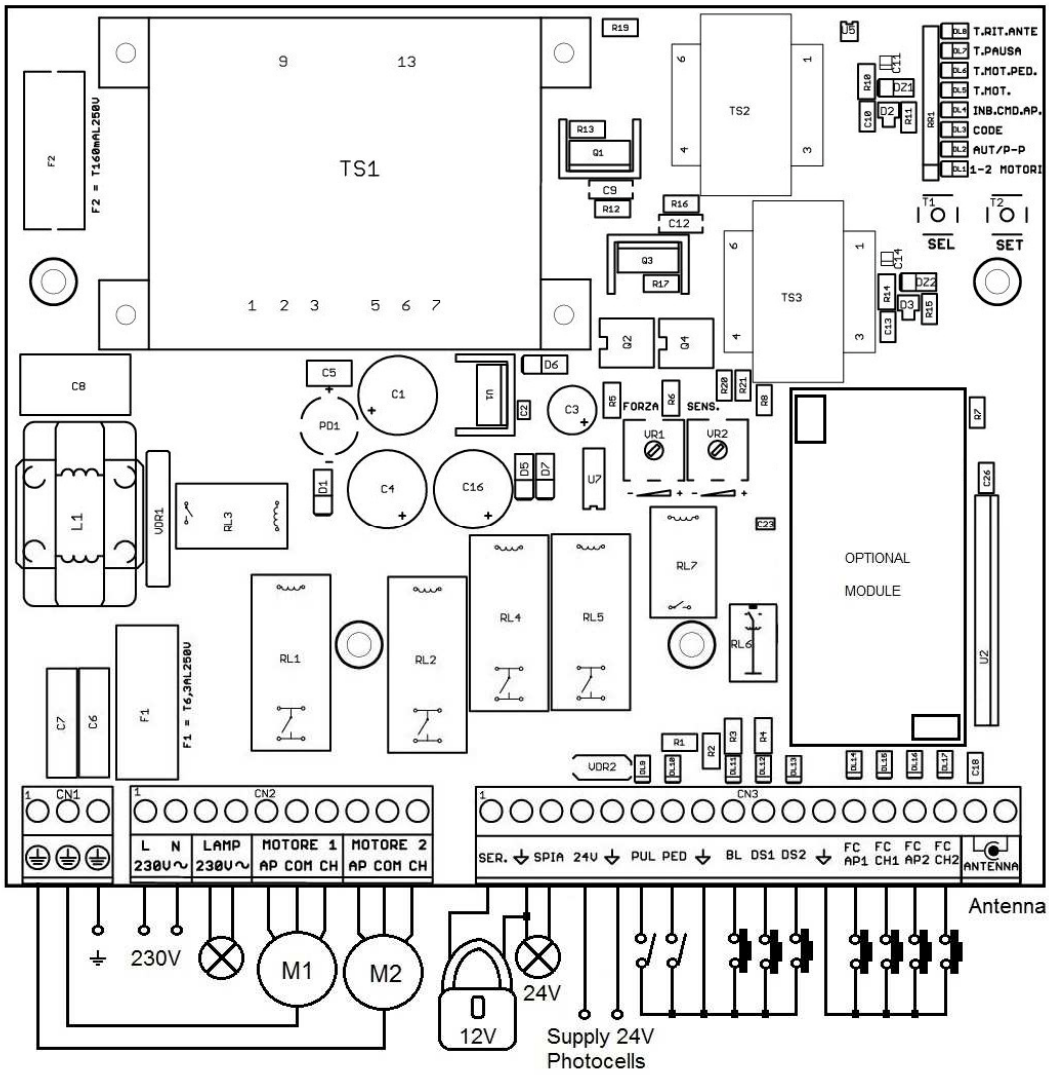 R19
U5
DL8 T.RIT.ANTE
DL7 T.PAUSA
DL6 T.MOT.PED.
DL5 T.MOT.
DL4 INB.CMD.AP.
DL3 CODE
DL2 AUT/P-P
DL1 1-2 MOTORI
RR1
C11
R10
DZ1
D2
C10
R11
9 13
TS1
1 2 3 5 6 7
F2
F2 = T160mAL250V
6 1
TS2
4 3
R13
Q1
C9
R12
R16
C12
Q3
R17
T1
SEL
T2
SET
6 1
TS3
4 3
C14
R14
DZ2
D3
C13
R15
Q2
Q4
C8
C5
+
PD1
-
C1
+
U1
C2
D6
C3
+
R5
FORZA
R6
SENS.
R20
R21
R8
VR1
- +
VR2
- +
R7
L1
VDR1
RL3
D1
C4
+
C16
+
D5
D7
U7
C23
C26
OPTIONAL
MODULE
U2
RL7
RL6
RL1
RL2
RL4
RL5
C7
C6
F1
F1 = T6,3AL250V
VDR2
R1
R2
R3
R4
DL9
DL10
DL11
DL12
DL13
DL14
DL15
DL16
DL17
C18
1 CN1
1 CN2
1 CN3
L N
230V~
LAMP
230V~
MOTORE 1
AP COM CH
MOTORE 2
AP COM CH
SER. SPIA 24V PUL PED BL DS1 DS2
FC AP1
FC CH1
FC AP2
FC CH2
ANTENNA
Antenna
230V
M1
M2
12V
24V
Supply 24V
Photocells